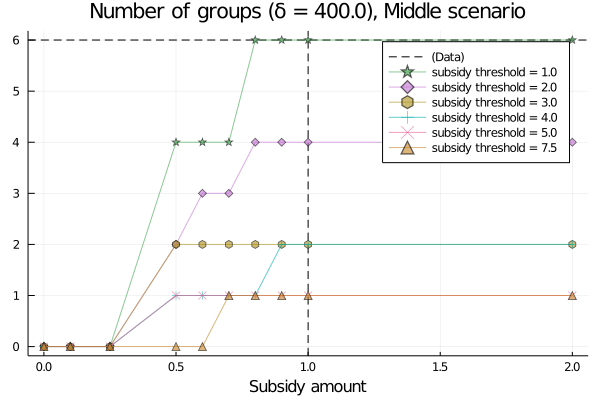 Number of groups (δ = 400.0), Middle scenario
6
5
4
3
2
1
0
(Data)
subsidy threshold = 1.0
subsidy threshold = 2.0
subsidy threshold = 3.0
subsidy threshold = 4.0
subsidy threshold = 5.0
subsidy threshold = 7.5
0.0 0.5 1.0 1.5 2.0
Subsidy amount